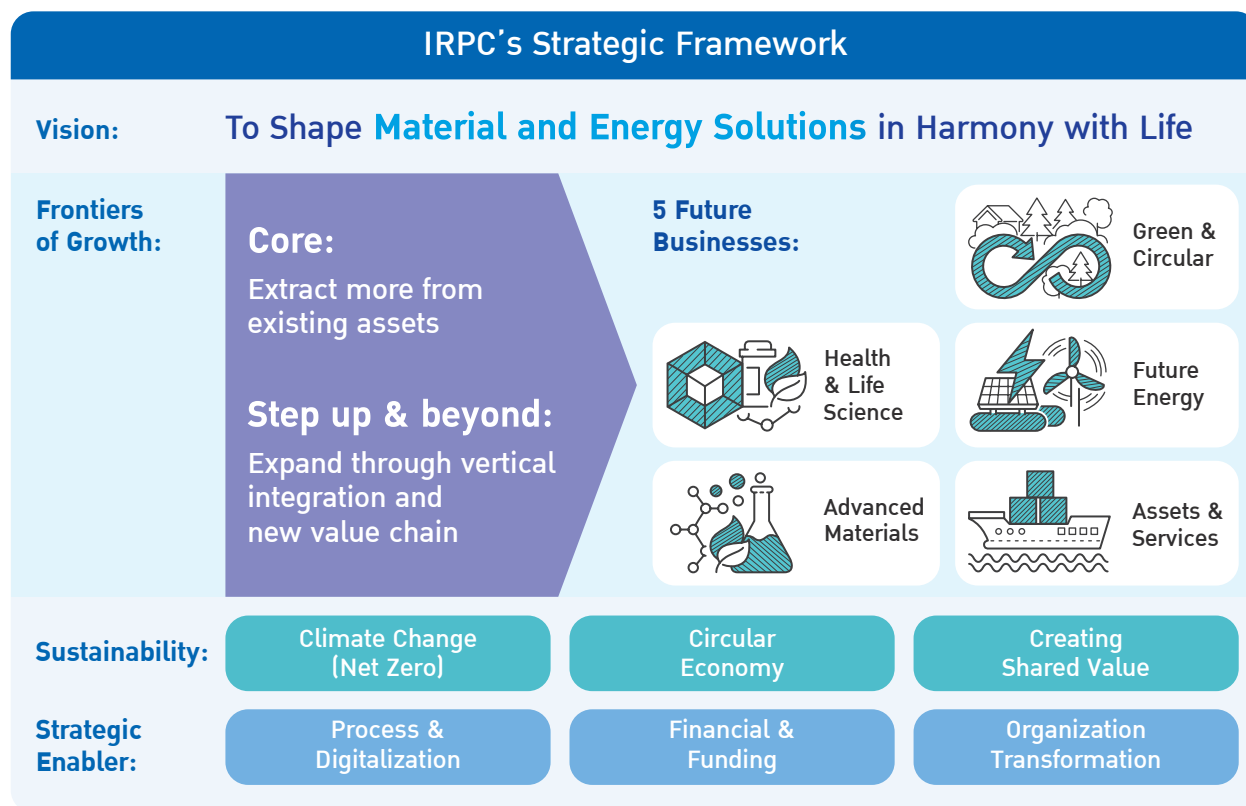 IRPC's Strategic Framework
Vision:
To Shape Material and Energy Solutions in Harmony with Life
Frontiers
of Growth:
Core:
Extract more from
existing assets
Step up & beyond:
Expand through vertical
integration and
new value chain
5 Future
Businesses:
Green &
Circular
Health
& Life
Science
Future
Energy
Advanced
Materials
Assets &
Services
Sustainability:
Climate Change
(Net Zero)
Circular
Economy
Creating
Shared Value
Strategic
Enabler:
Process &
Digitalization
Financial &
Funding
Organization
Transformation